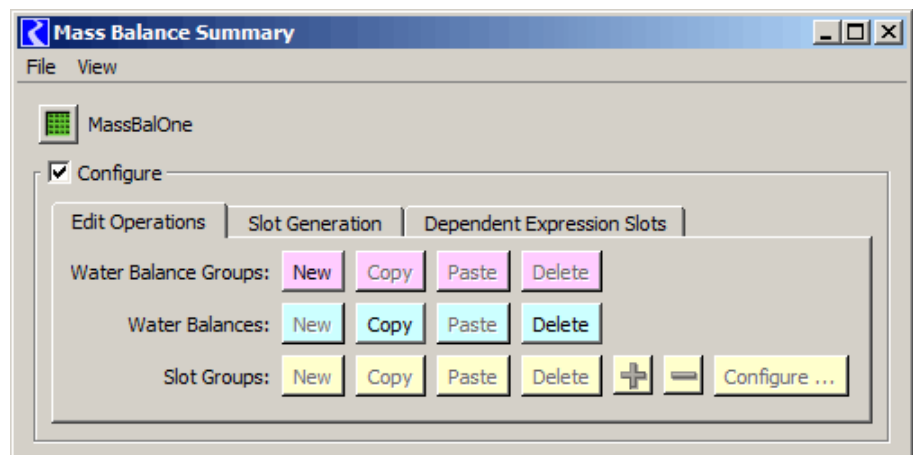 Mass Balance Summary
File View
MassBalOne
Configure
Edit Operations Slot Generation Dependent Expression Slots
Water Balance Groups: New Copy Paste Delete
Water Balances: New Copy Paste Delete
Slot Groups: New Copy Paste Delete Configure ...